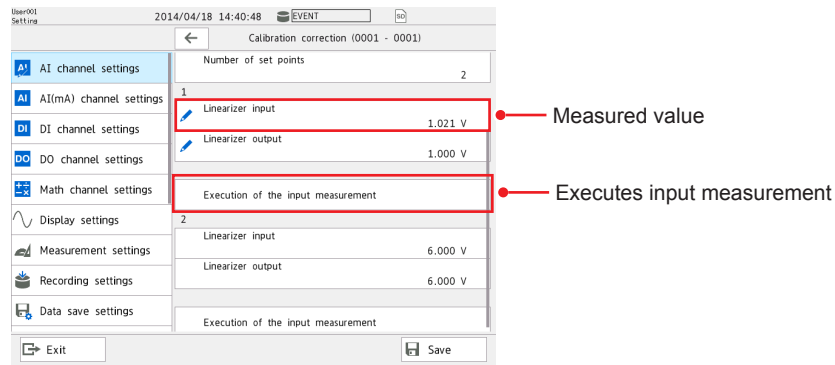 User001
Setting
2014/04/18 14:40:48
EVENT
SD
Calibration correction (0001 - 0001)
AI AI channel settings
AI AI(mA) channel settings
DI DI channel settings
DO DO channel settings
Math channel settings
Display settings
Measurement settings
Recording settings
Data save settings
Number of set points
2
1
Linearizer input
1.021 V
Linearizer output
1.000 V
Execution of the input measurement
2
Linearizer input
6.000 V
Linearizer output
6.000 V
Execution of the input measurement
Exit
Save
Measured value
Executes input measurement